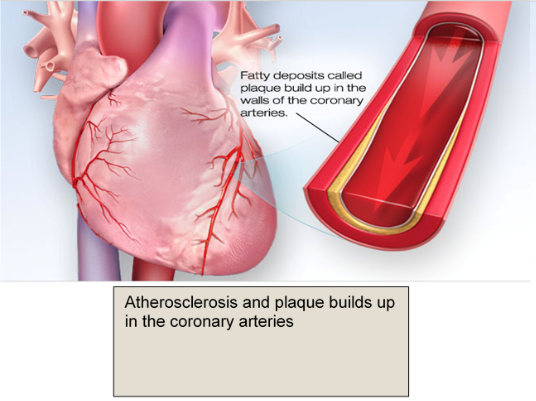 Fatty deposits called
plaque build up in the
walls of the coronary
arteries.
Atherosclerosis and plaque builds up
in the coronary arteries